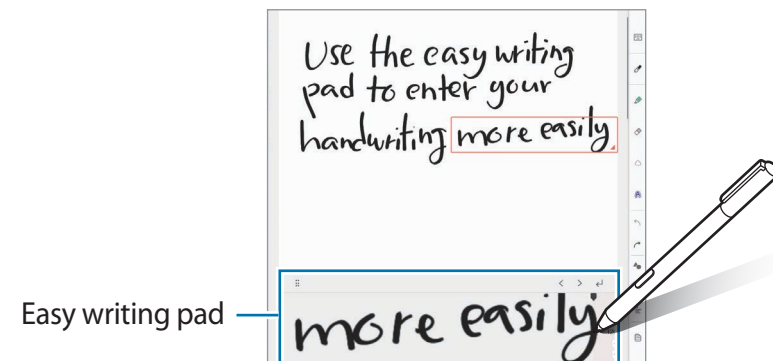 Use the easy writing
pad to enter your
handwriting more easily
Easy writing pad
more easily